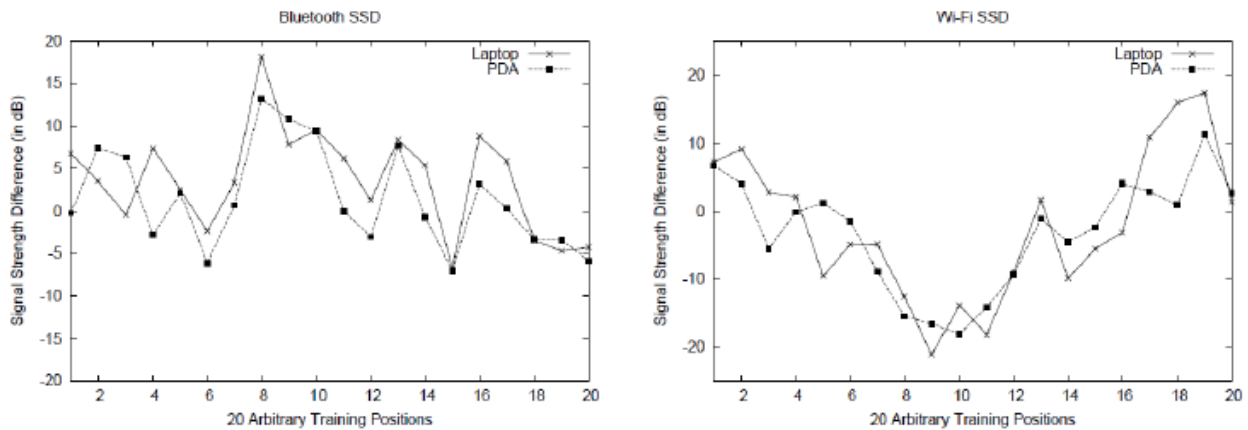 Bluetooth SSD
Signal Strength Difference (in dB)
20
15
10
5
0
-5
-10
-15
-20
Laptop
PDA
2 4 6 8 10 12 14 16 18 20
20 Arbitrary Training Positions
Wi-Fi SSD
Signal Strength Difference (in dB)
20
10
0
-10
-20
Laptop
PDA
2 4 6 8 10 12 14 16 18 20
20 Arbitrary Training Positions